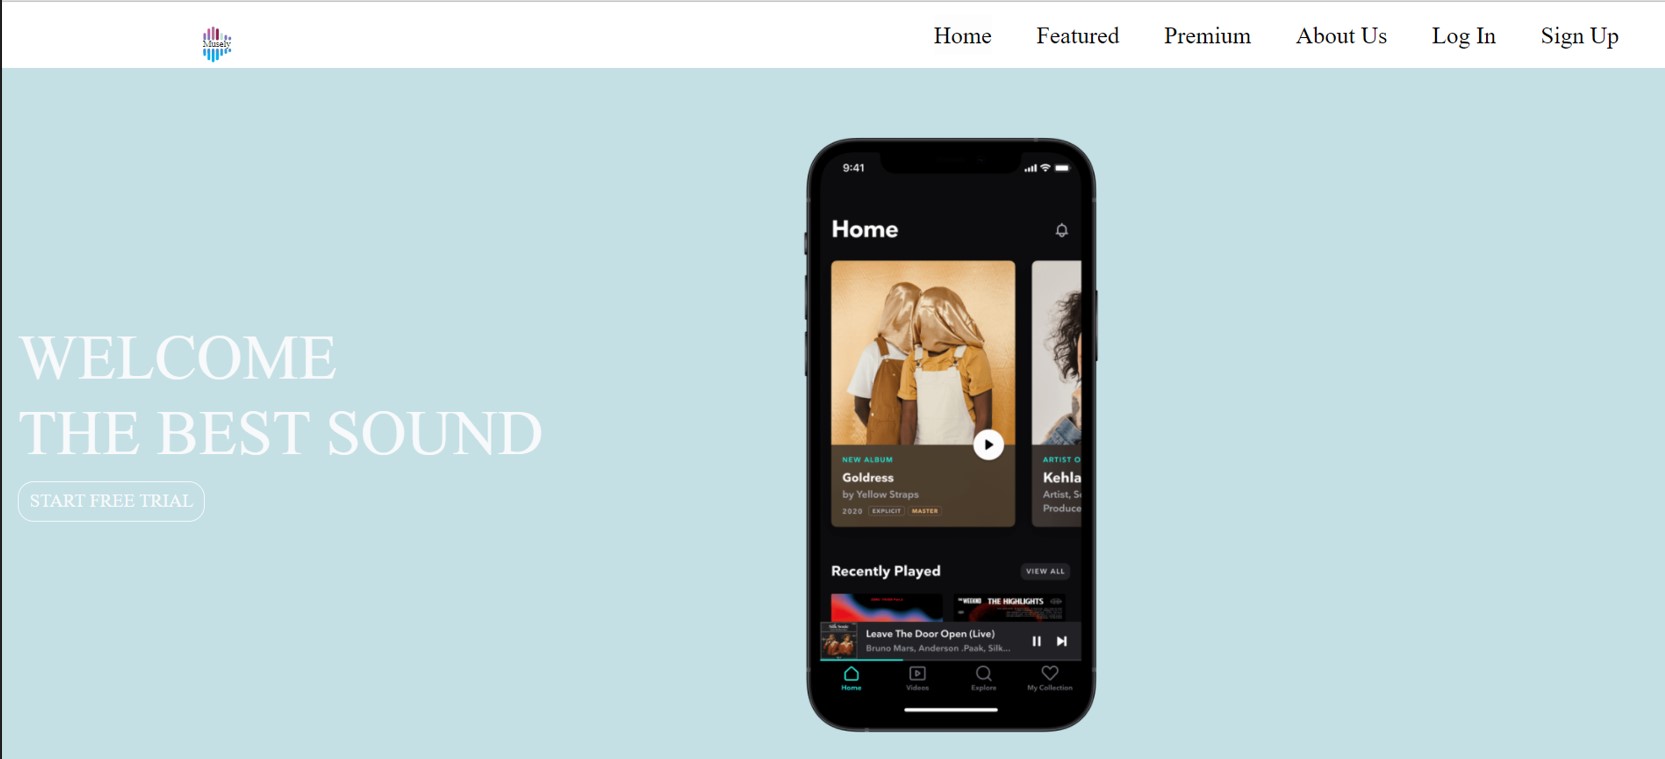 Musely
Home Featured Premium About Us Log In Sign Up
WELCOME
THE BEST SOUND
START FREE TRIAL
9:41
Home
NEW ALBUM
Goldress
by Yellow Straps
2020 EXPLICIT MASTER
ARTIST O
Kehla
Artist, S
Produce
Recently Played VIEW ALL
THE WEEKND THE HIGHLIGHTS
Leave The Door Open (Live)
Bruno Mars, Anderson .Paak, Silk...
Home Videos Explore My Collection